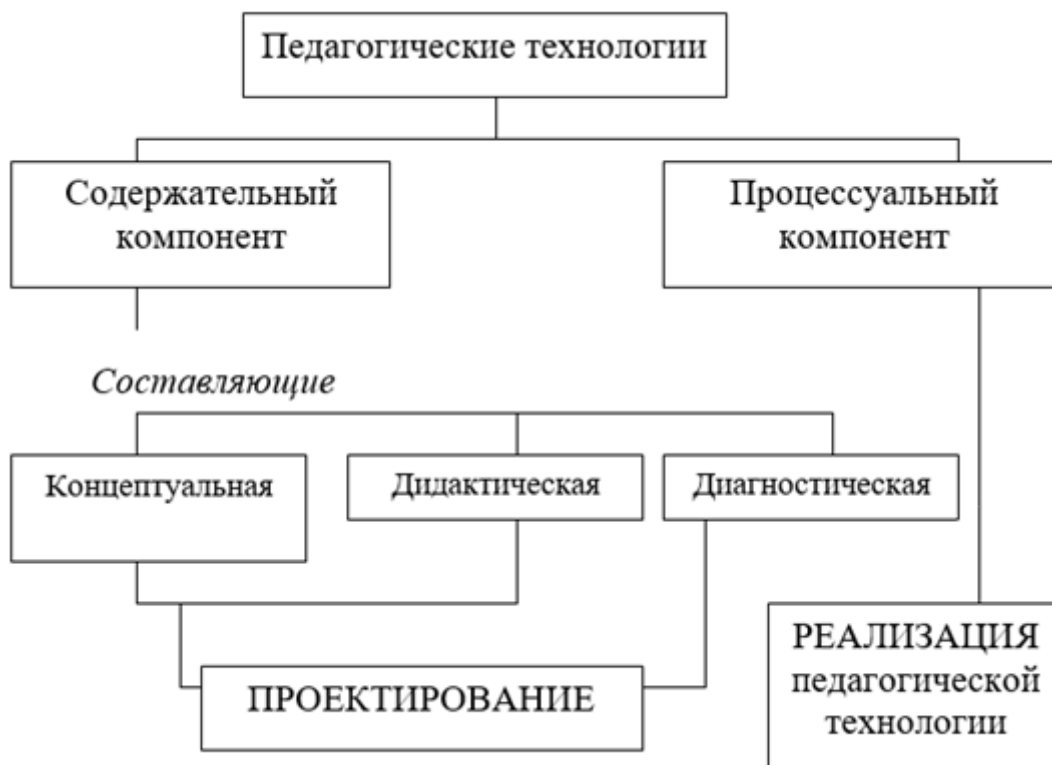 Педагогические технологии
Содержательный
компонент
Процессуальный
компонент
Составляющие
Концептуальная
Дидактическая
Диагностическая
ПРОЕКТИРОВАНИЕ
РЕАЛИЗАЦИЯ
педагогической
технологии